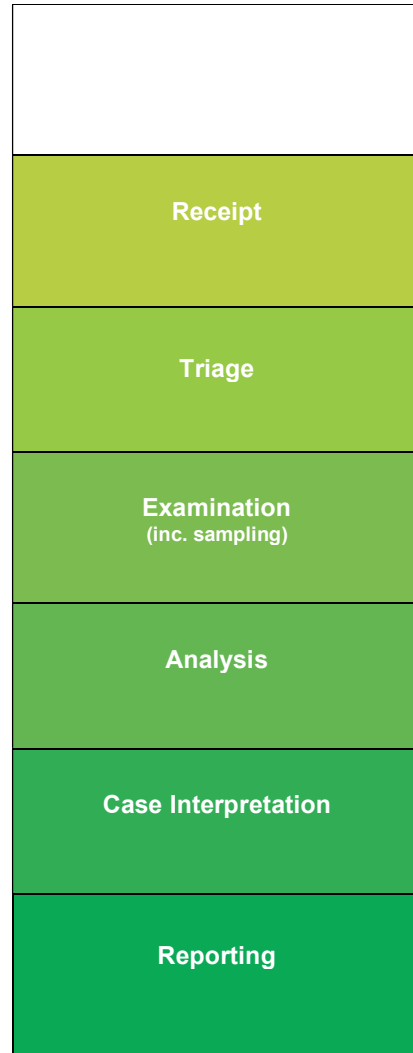 Receipt
Triage
Examination
(inc. sampling)
Analysis
Case Interpretation
Reporting